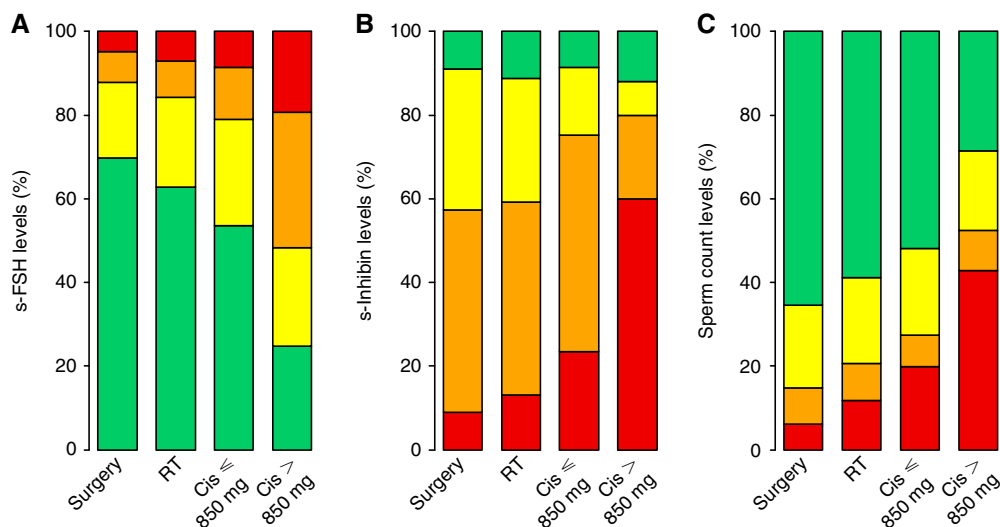 A
s-FSH levels (%)
100
80
60
40
20
0
Surgery
RT
Cis ≤
850 mg
Cis >
850 mg
B
s-Inhibin levels (%)
100
80
60
40
20
0
Surgery
RT
Cis ≤
850 mg
Cis >
850 mg
C
Sperm count levels (%)
100
80
60
40
20
0
Surgery
RT
Cis ≤
850 mg
Cis >
850 mg